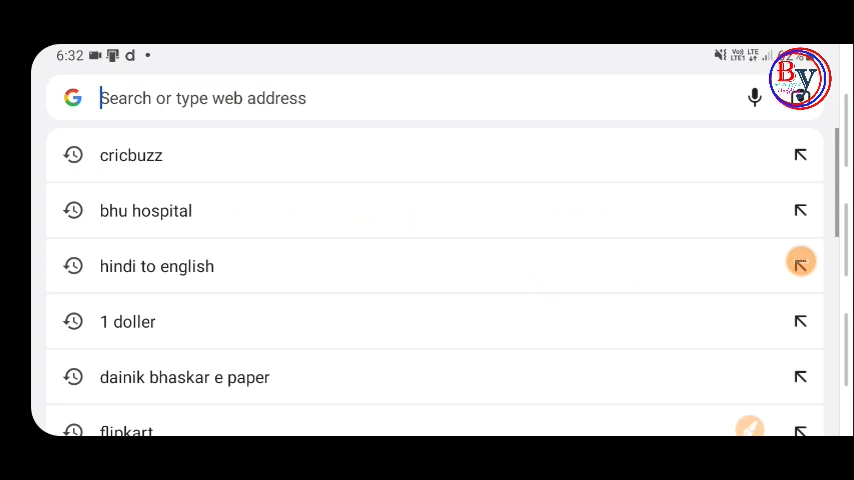 6:32
Search or type web address
By
cricbuzz
bhu hospital
hindi to english
1 doller
dainik bhaskar e paper
flipkart